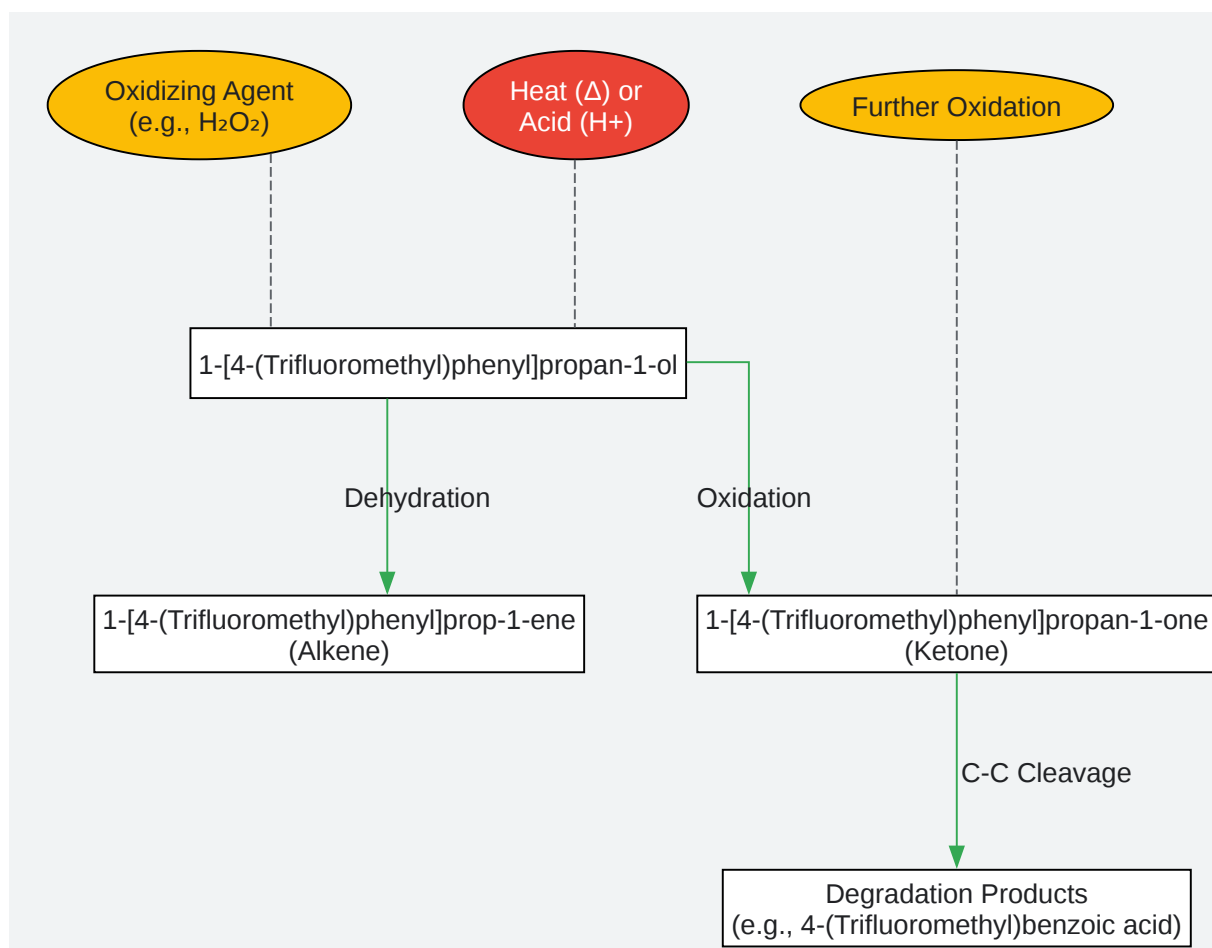 Oxidizing Agent
(e.g., H₂O₂)
Heat (Δ) or
Acid (H+)
Further Oxidation
1-[4-(Trifluoromethyl)phenyl]propan-1-ol
Dehydration
Oxidation
1-[4-(Trifluoromethyl)phenyl]prop-1-ene
(Alkene)
1-[4-(Trifluoromethyl)phenyl]propan-1-one
(Ketone)
C-C Cleavage
Degradation Products
(e.g., 4-(Trifluoromethyl)benzoic acid)